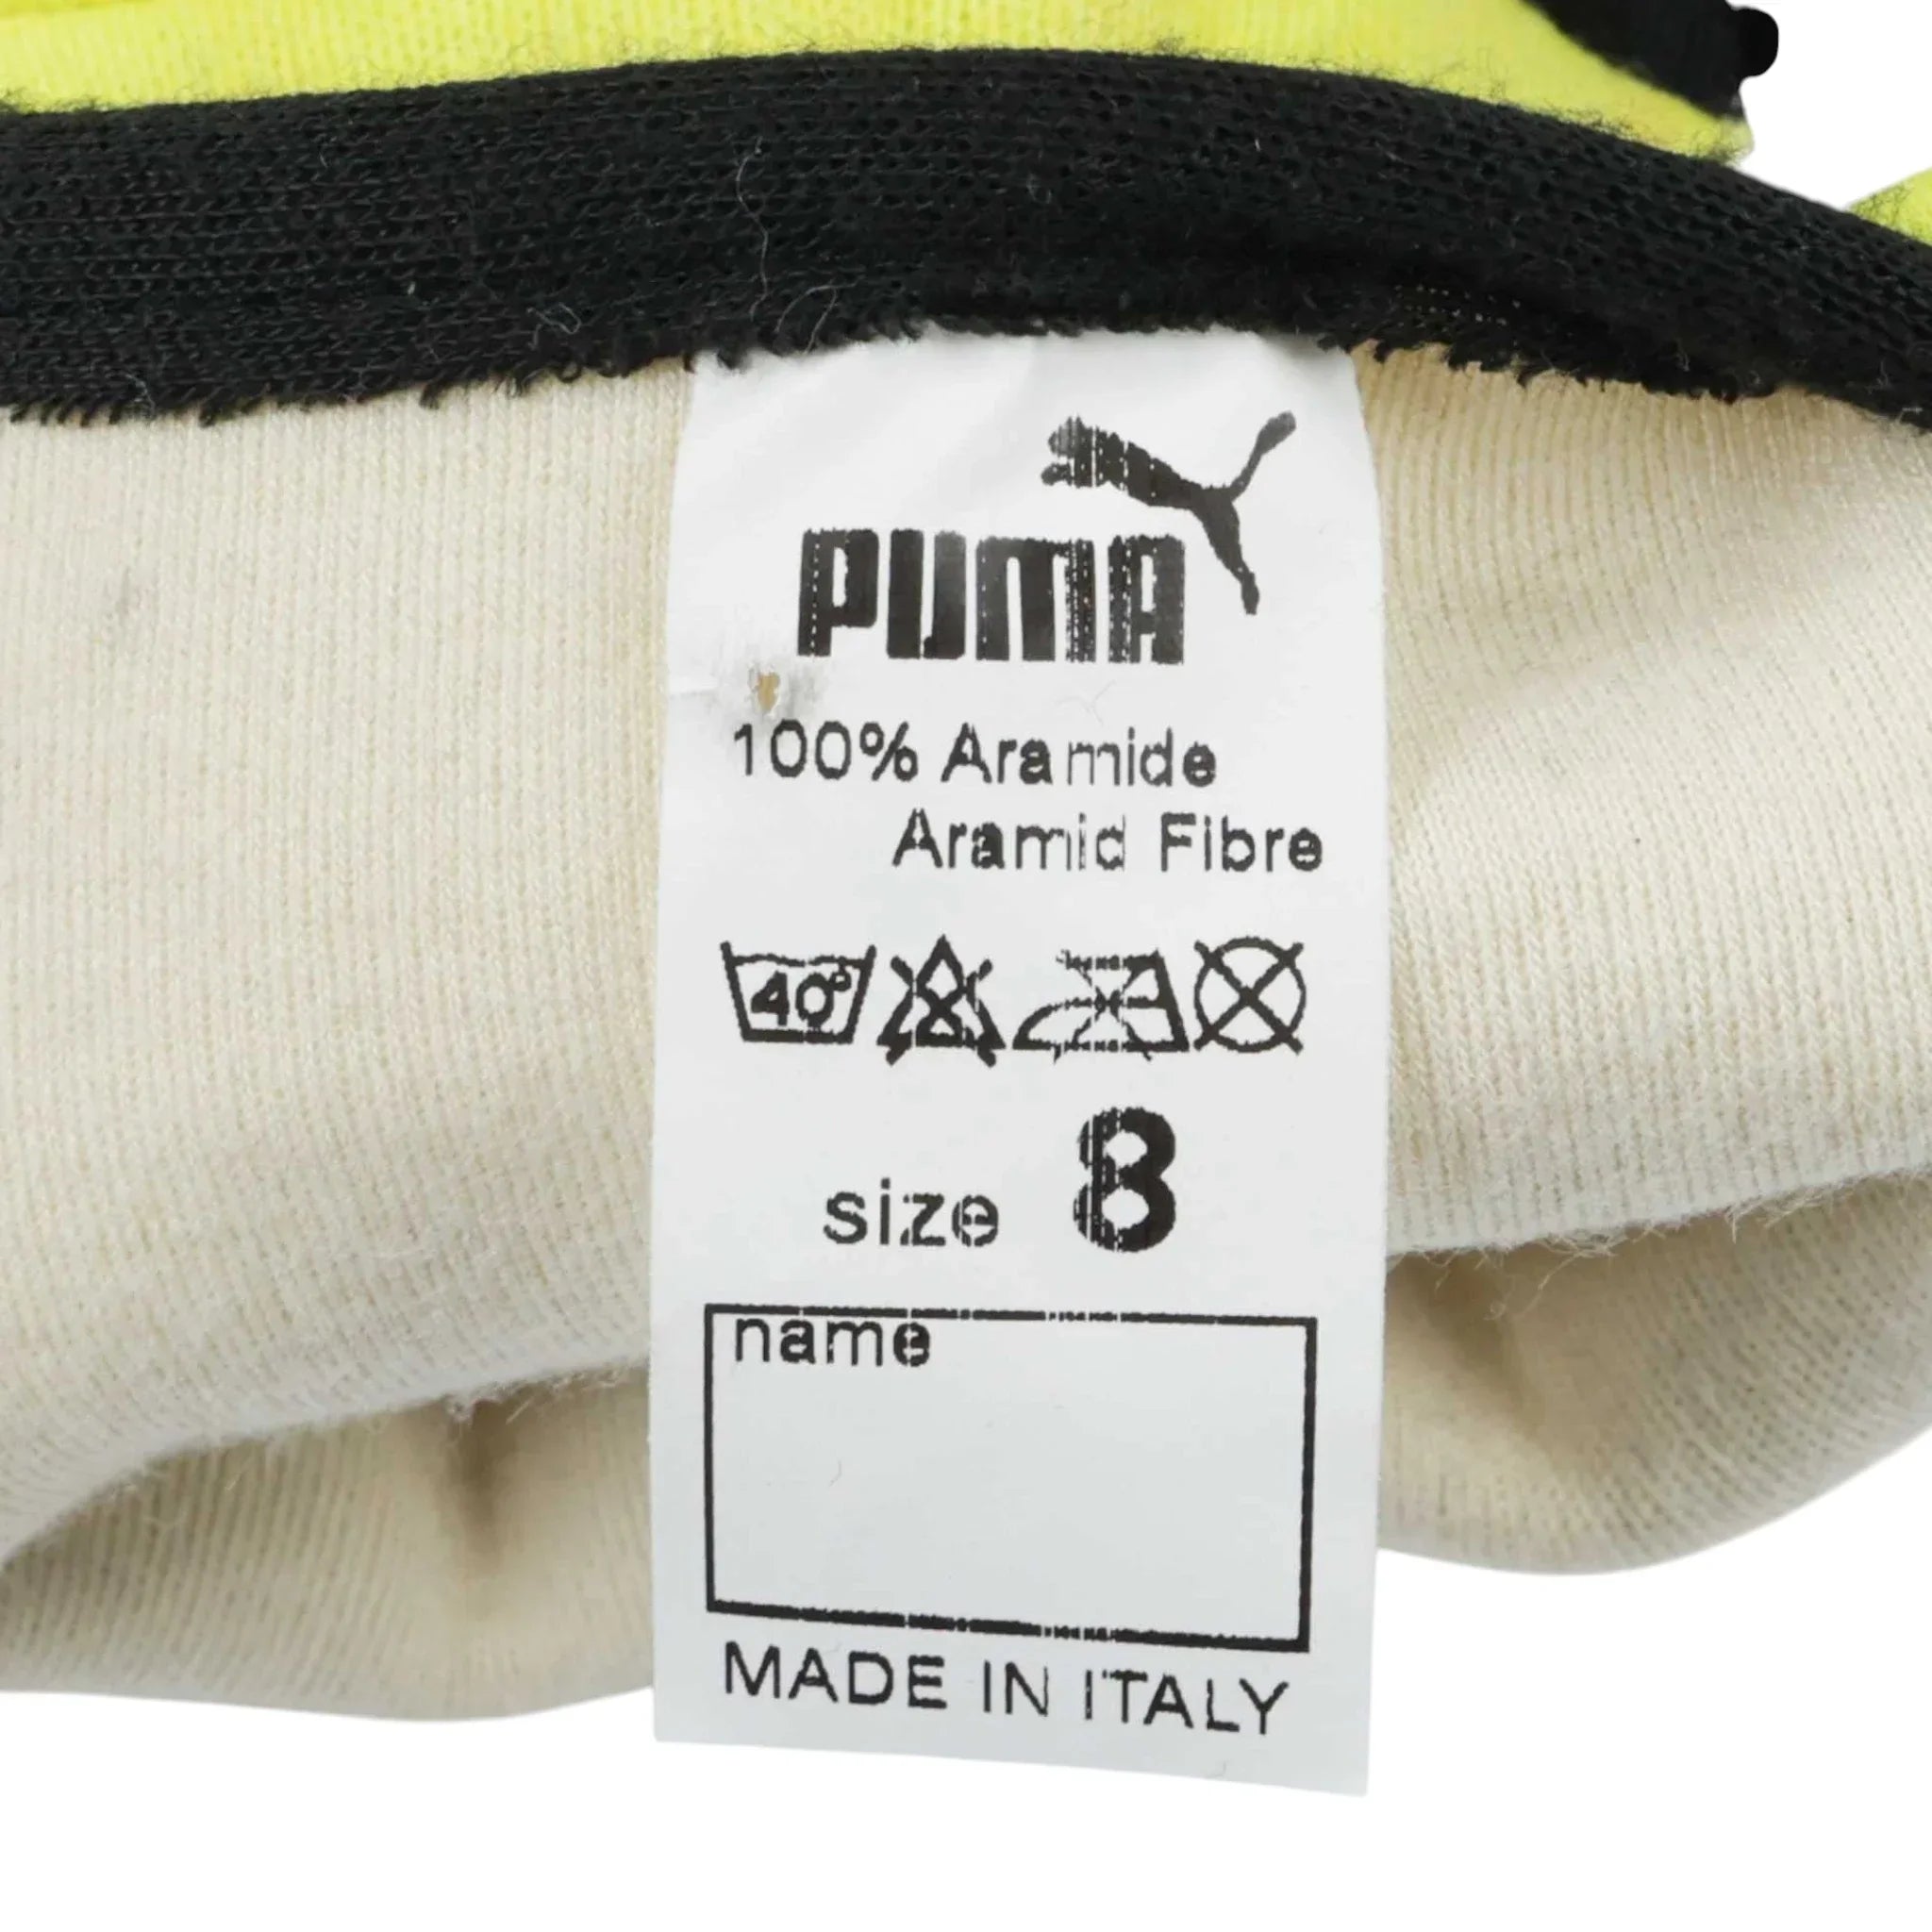 PUMA
100% Aramide
Aramid Fibre
40°
size 8
name
MADE IN ITALY